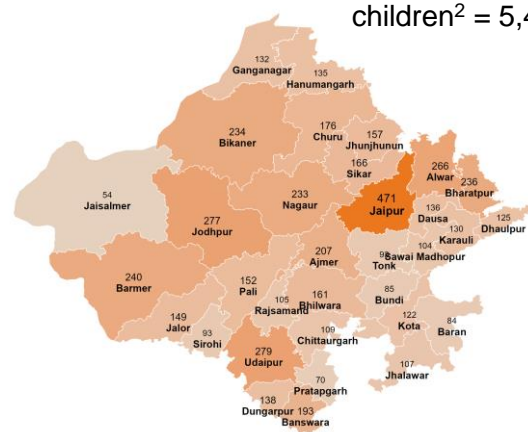 children² = 5,4
132
Ganganagar
135
Hanumangarh
234
Bikaner
176
Churu
157
Jhunjhunun
166
Sikar
266
Alwar
236
Bharatpur
54
Jaisalmer
233
Nagaur
471
Jaipur
277
Jodhpur
136
Dausa
125
Dhaulpur
130
Karauli
104
Sawai Madhopur
207
Ajmer
Tonk
240
Barmer
152
Pali
105
Rajsamand
161
Bhilwara
85
Bundi
149
Jalor
93
Sirohi
109
Chittaurgarh
122
Kota
84
Baran
279
Udaipur
70
Pratapgarh
107
Jhalawar
138
Dungarpur
193
Banswara